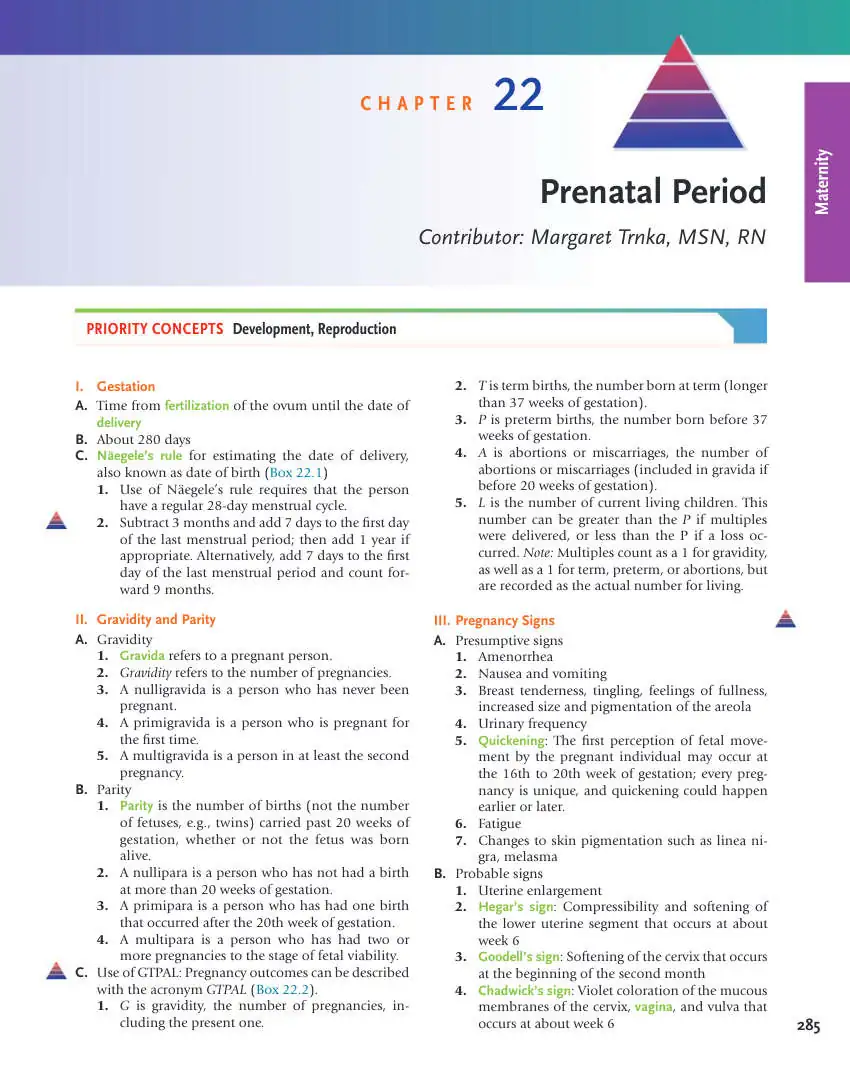 CHAPTER 22
Maternity
Prenatal Period
Contributor: Margaret Trnka, MSN, RN
PRIORITY CONCEPTS Development, Reproduction
I. Gestation
A. Time from fertilization of the ovum until the date of
delivery
B. About 280 days
C. Näegele's rule for estimating the date of delivery,
also known as date of birth (Box 22.1)
1. Use of Näegele's rule requires that the person
have a regular 28-day menstrual cycle.
2. Subtract 3 months and add 7 days to the first day
of the last menstrual period; then add 1 year if
appropriate. Alternatively, add 7 days to the first
day of the last menstrual period and count for-
ward 9 months.
II. Gravidity and Parity
A. Gravidity
1. Gravida refers to a pregnant person.
2. Gravidity refers to the number of pregnancies.
3. A nulligravida is a person who has never been
pregnant.
4. A primigravida is a person who is pregnant for
the first time.
5. A multigravida is a person in at least the second
pregnancy.
B. Parity
1. Parity is the number of births (not the number
of fetuses, e.g., twins) carried past 20 weeks of
gestation, whether or not the fetus was born
alive.
2. A nullipara is a person who has not had a birth
at more than 20 weeks of gestation.
3. A primipara is a person who has had one birth
that occurred after the 20th week of gestation.
4. A multipara is a person who has had two or
more pregnancies to the stage of fetal viability.
C. Use of GTPAL: Pregnancy outcomes can be described
with the acronym GTPAL (Box 22.2).
1. G is gravidity, the number of pregnancies, in-
cluding the present one.
2. T is term births, the number born at term (longer
than 37 weeks of gestation).
3. P is preterm births, the number born before 37
weeks of gestation.
4. A is abortions or miscarriages, the number of
abortions or miscarriages (included in gravida if
before 20 weeks of gestation).
5. L is the number of current living children. This
number can be greater than the P if multiples
were delivered, or less than the P if a loss oc-
curred. Note: Multiples count as a 1 for gravidity,
as well as a 1 for term, preterm, or abortions, but
are recorded as the actual number for living.
III. Pregnancy Signs
A. Presumptive signs
1. Amenorrhea
2. Nausea and vomiting
3. Breast tenderness, tingling, feelings of fullness,
increased size and pigmentation of the areola
4. Urinary frequency
5. Quickening: The first perception of fetal move-
ment by the pregnant individual may occur at
the 16th to 20th week of gestation; every preg-
nancy is unique, and quickening could happen
earlier or later.
6. Fatigue
7. Changes to skin pigmentation such as linea ni-
gra, melasma
B. Probable signs
1. Uterine enlargement
2. Hegar's sign: Compressibility and softening of
the lower uterine segment that occurs at about
week 6
3. Goodell's sign: Softening of the cervix that occurs
at the beginning of the second month
4. Chadwick's sign: Violet coloration of the mucous
membranes of the cervix, vagina, and vulva that
occurs at about week 6
285